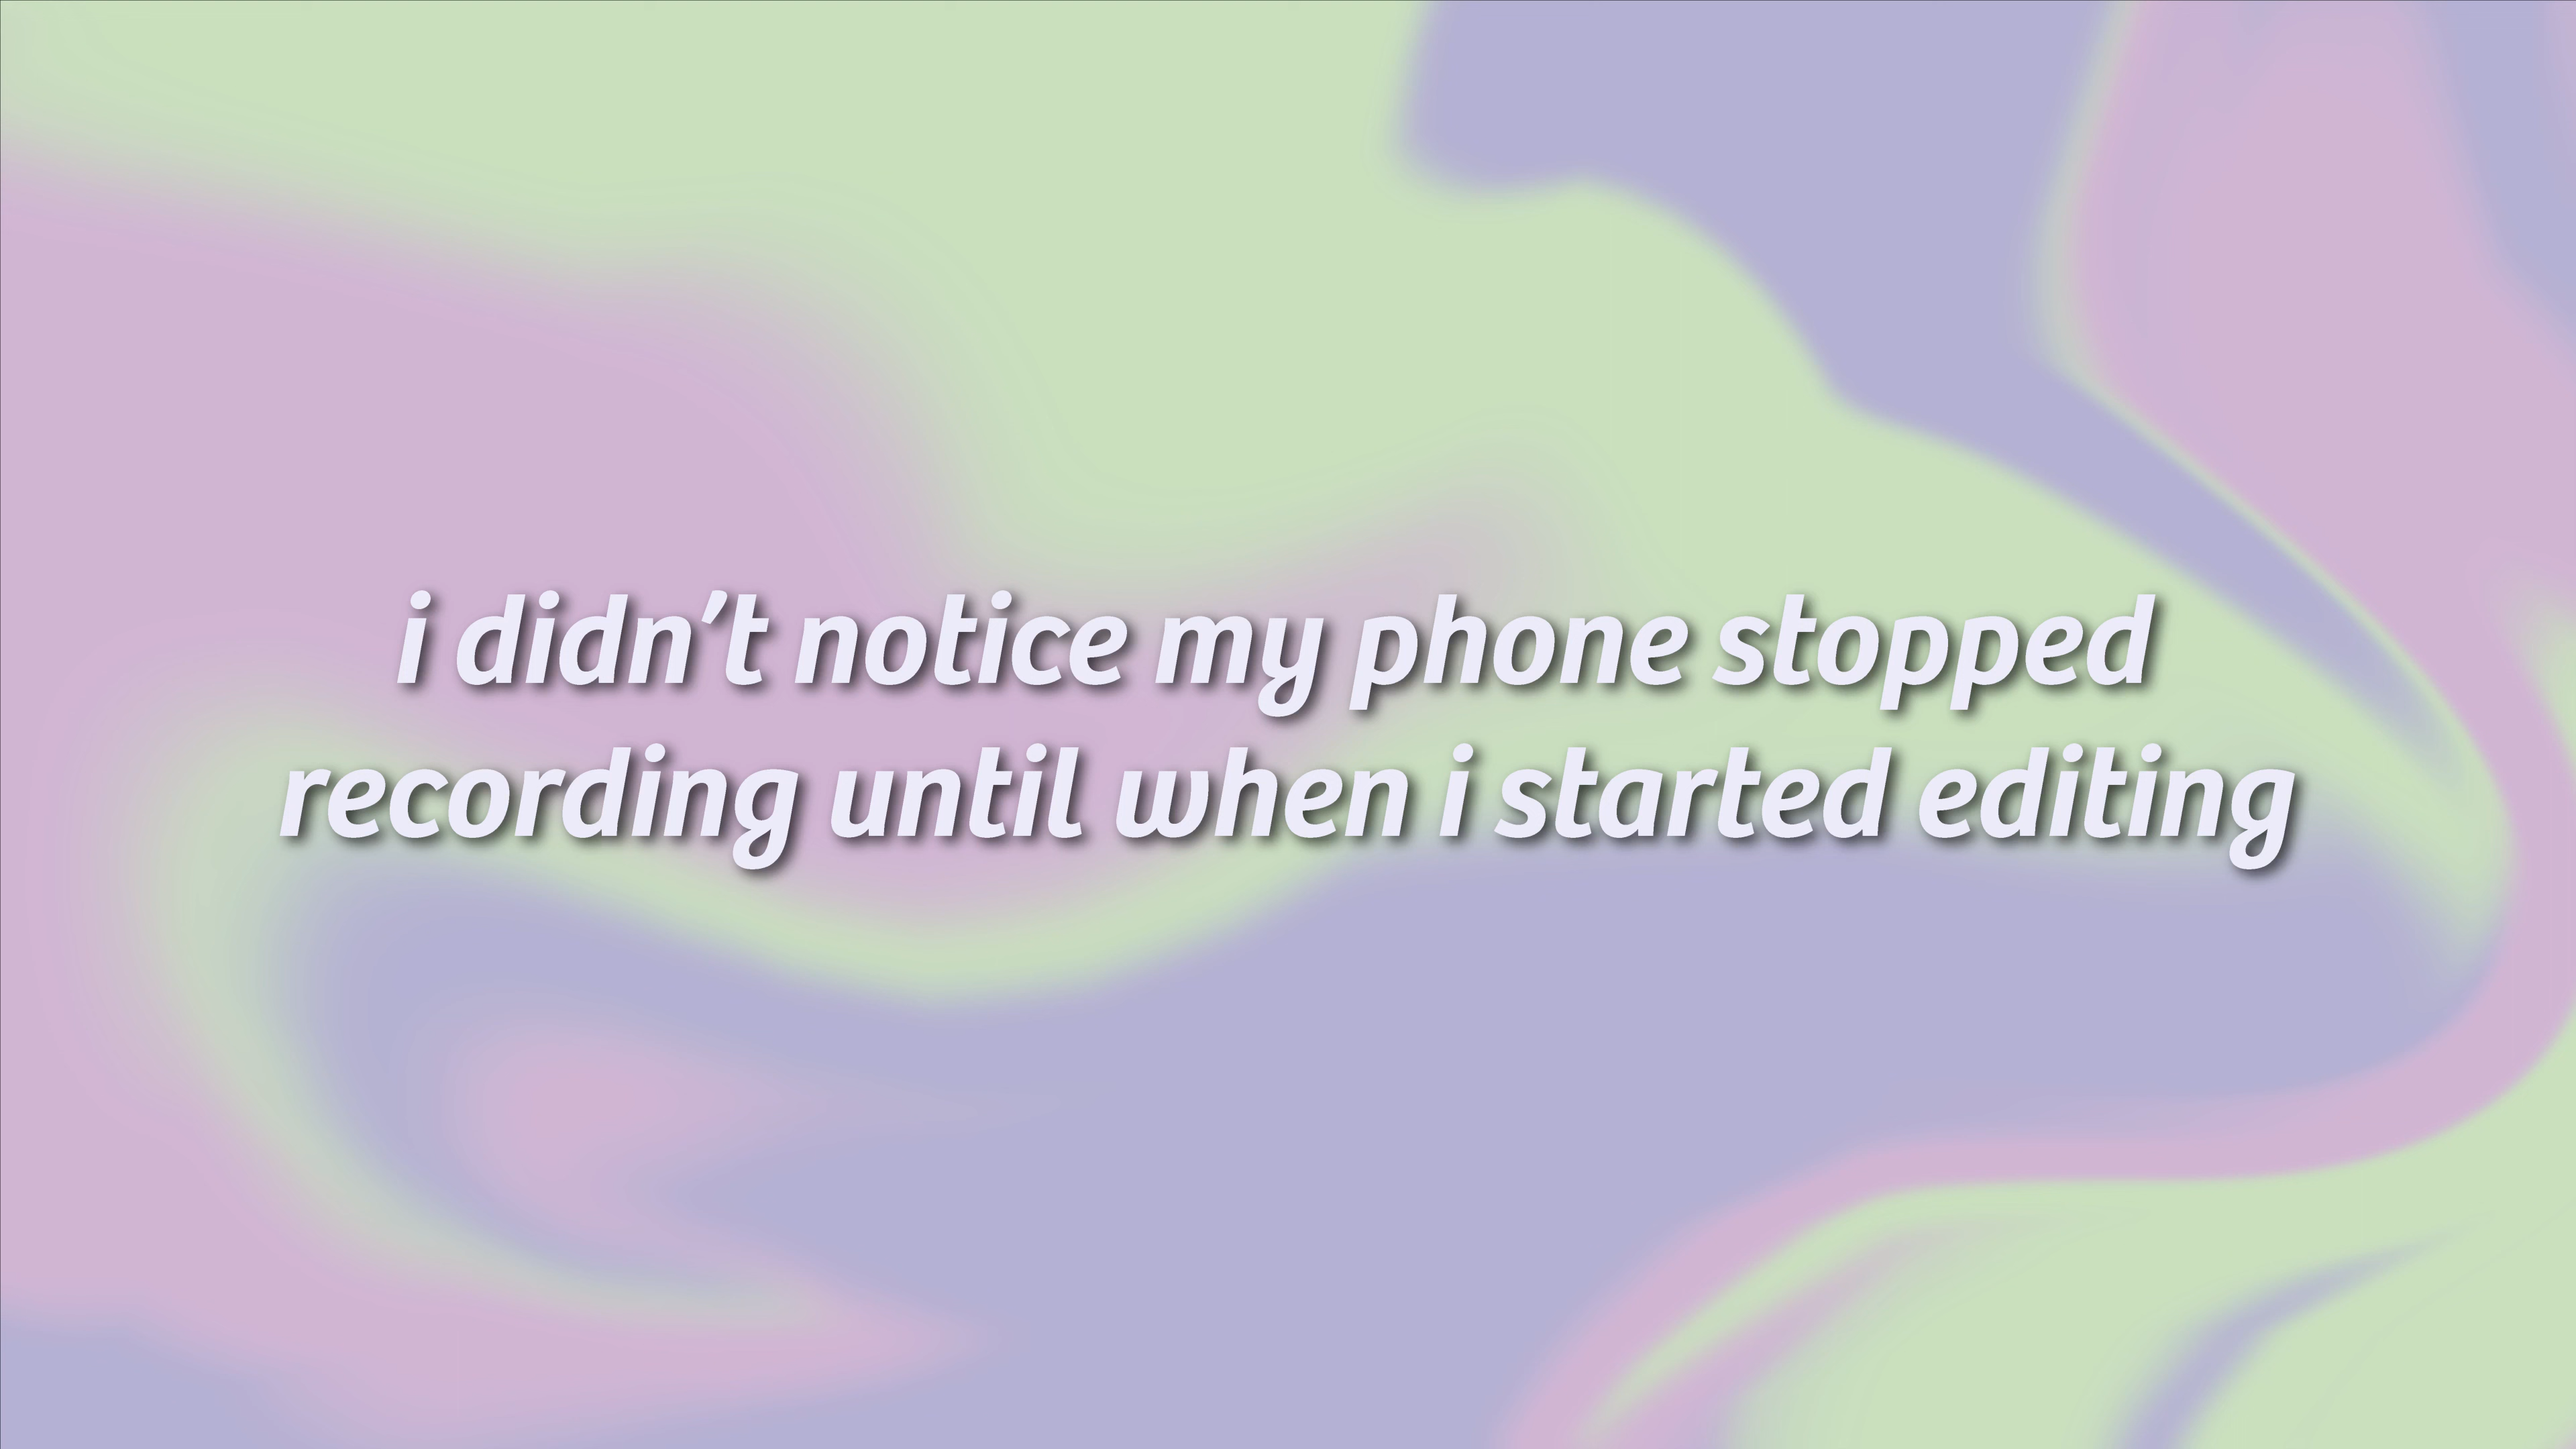 i didn’t notice my phone stopped
recording until when i started editing